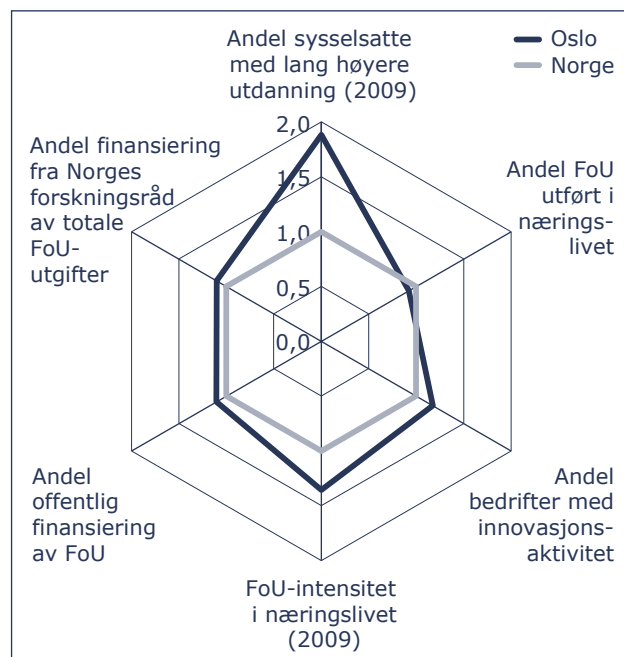 Andel sysselsatte
med lang høyere
utdanning (2009)
Oslo
Norge
Andel finansiering
fra Norges
forskningsråd
av totale
FoU-
utgifter
2,0
1,5
1,0
0,5
0,0
Andel FoU
utført i
nærings-
livet
Andel
offentlig
finansiering
av FoU
Andel
bedrifter med
innovasjons-
aktivitet
FoU-intensitet
i næringslivet
(2009)